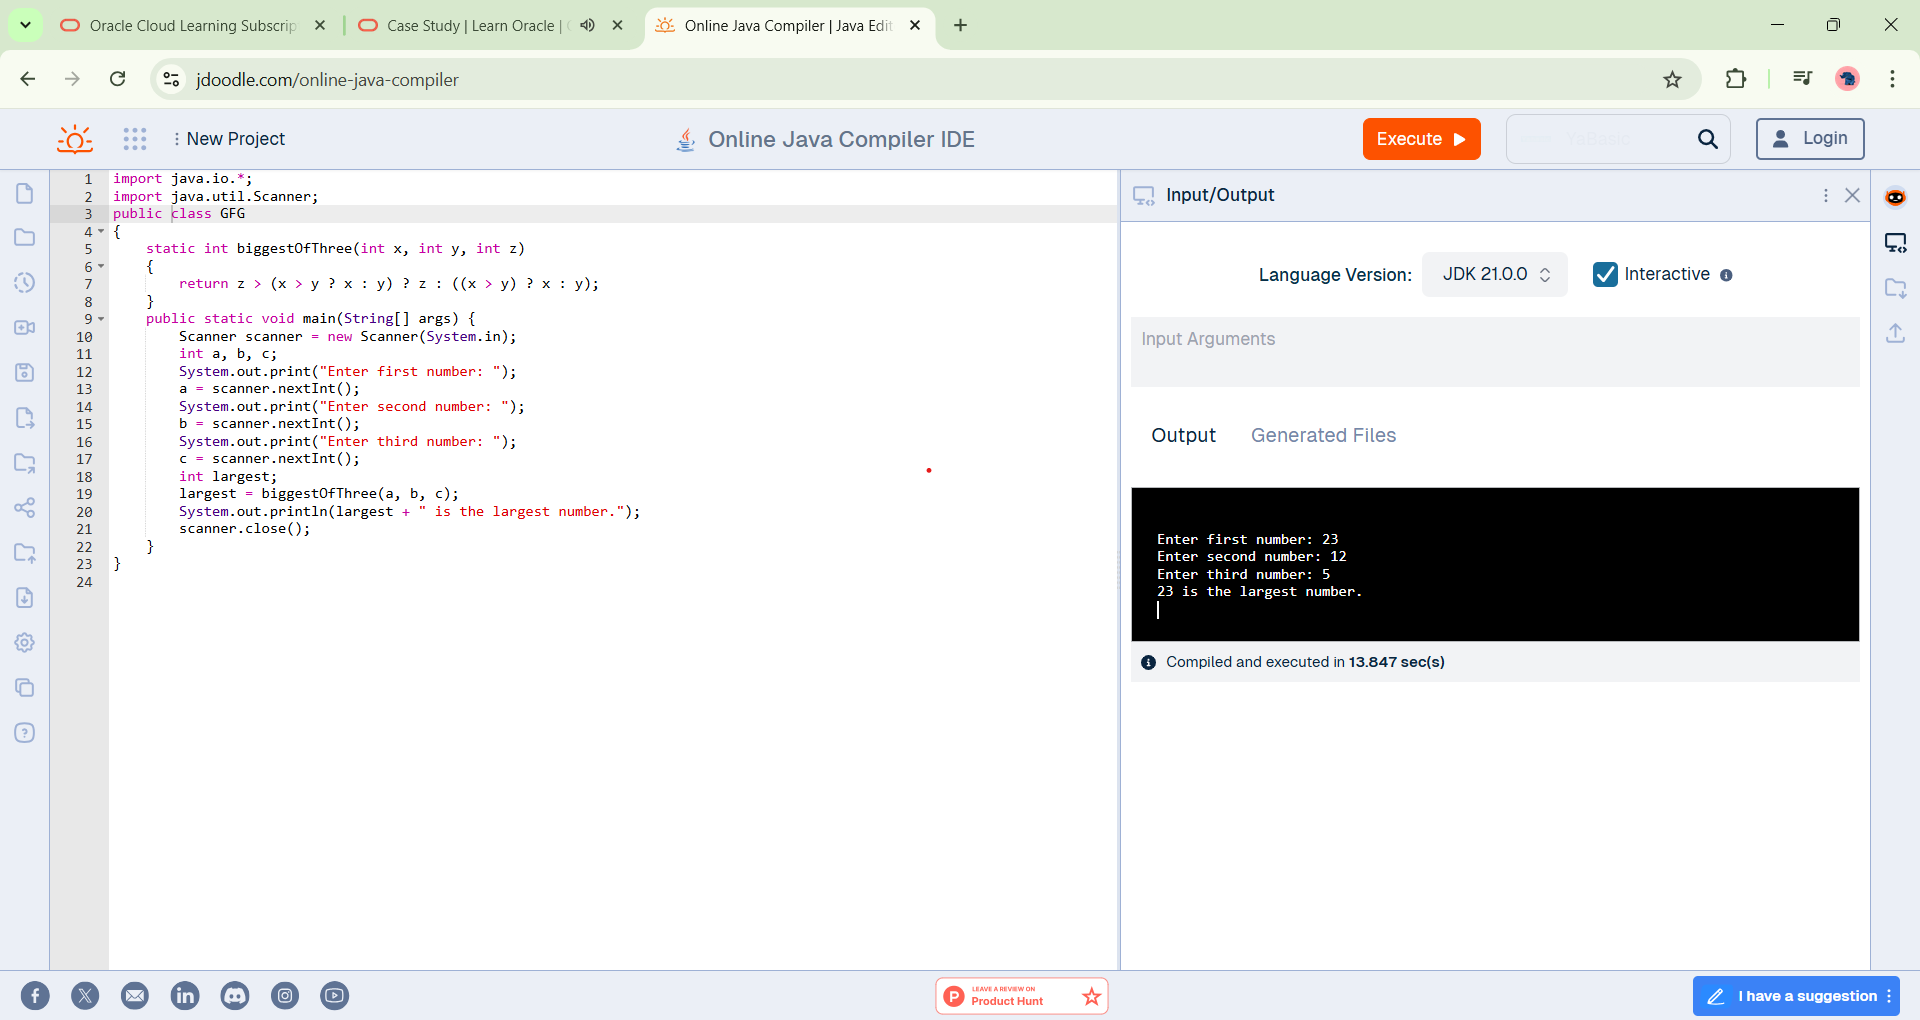 Oracle Cloud Learning Subscrip
Case Study | Learn Oracle |
Online Java Compiler | Java Edit
jdoodle.com/online-java-compiler
New Project
Online Java Compiler IDE
Execute
YaBasic
Login
1 import java.io.*;
2 import java.util.Scanner;
3 public class GFG
4 {
5 static int biggestOfThree(int x, int y, int z)
6 {
7 return z > (x > y ? x : y) ? z : ((x > y) ? x : y);
8 }
9 public static void main(String[] args) {
10 Scanner scanner = new Scanner(System.in);
11 int a, b, c;
12 System.out.print("Enter first number: ");
13 a = scanner.nextInt();
14 System.out.print("Enter second number: ");
15 b = scanner.nextInt();
16 System.out.print("Enter third number: ");
17 c = scanner.nextInt();
18 int largest;
19 largest = biggestOfThree(a, b, c);
20 System.out.println(largest + " is the largest number.");
21 scanner.close();
22 }
23 }
24
Input/Output
Language Version:
JDK 21.0.0
Interactive
Input Arguments
Output
Generated Files
Enter first number: 23
Enter second number: 12
Enter third number: 5
23 is the largest number.
Compiled and executed in 13.847 sec(s)
LEAVE A REVIEW ON
Product Hunt
I have a suggestion